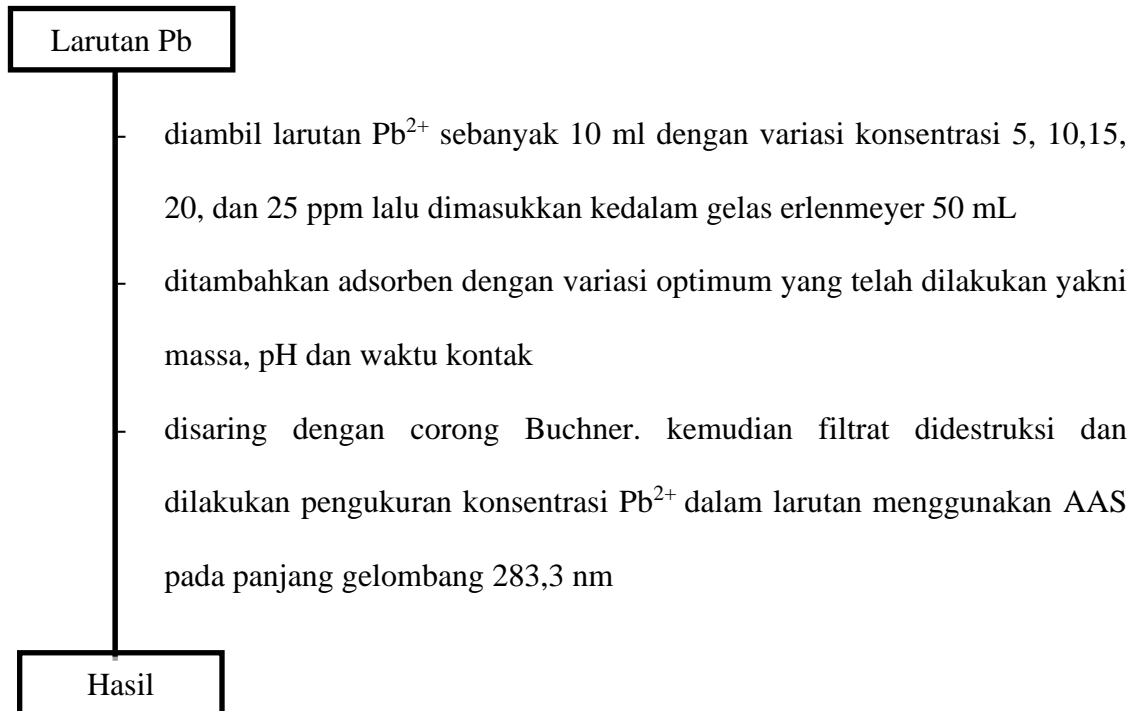 Larutan Pb
- diambil larutan Pb²⁺ sebanyak 10 ml dengan variasi konsentrasi 5, 10,15,
20, dan 25 ppm lalu dimasukkan kedalam gelas erlenmeyer 50 mL
- ditambahkan adsorben dengan variasi optimum yang telah dilakukan yakni
massa, pH dan waktu kontak
- disaring dengan corong Buchner. kemudian filtrat didestruksi dan
dilakukan pengukuran konsentrasi Pb²⁺ dalam larutan menggunakan AAS
pada panjang gelombang 283,3 nm
Hasil